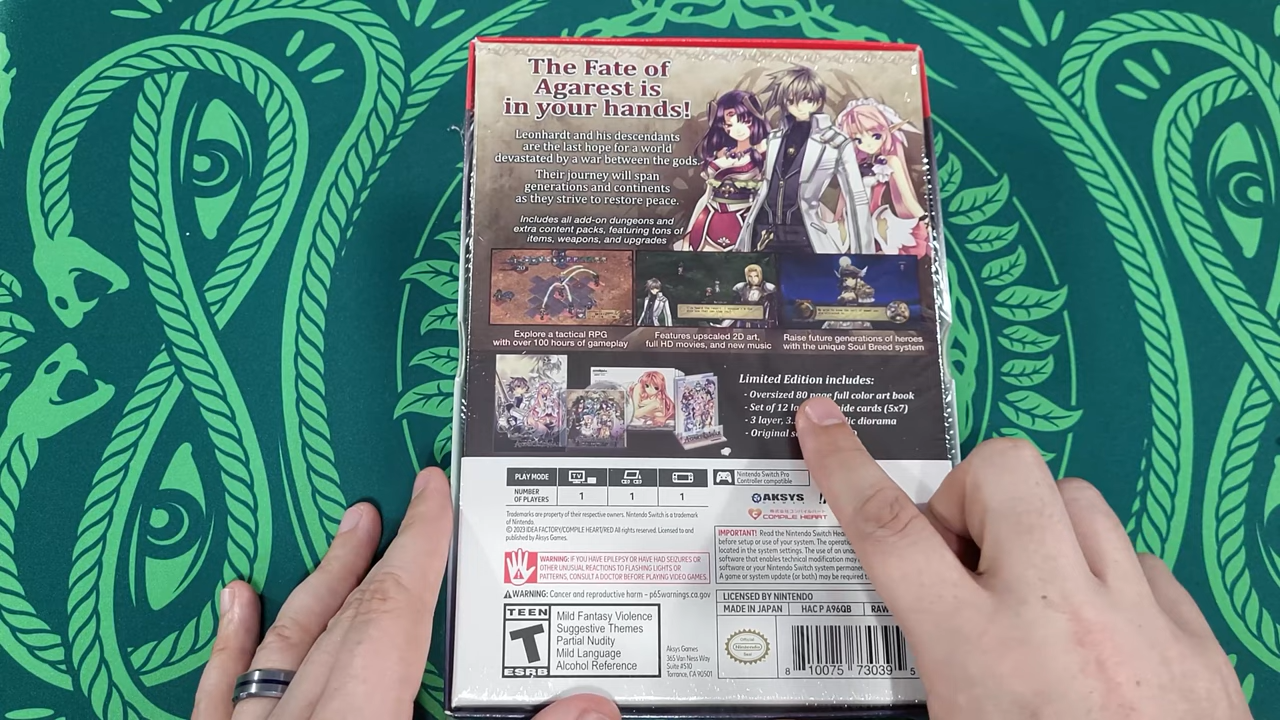 The Fate of
Agarest is
in your hands!
Leonhardt and his descendants
are the last hope for a world
devastated by a war between the gods.
Their journey will span
generations and continents
as they strive to restore peace.
Includes all add-on dungeons and
extra content packs, featuring tons of
items, weapons, and upgrades
Explore a tactical RPG
with over 100 hours of gameplay
Features upscaled 2D art,
full HD movies, and new music
Raise future generations of heroes
with the unique Soul Breed system
Limited Edition includes:
- Oversized 80 page full color art book
- Set of 12 cards (5x7)
- 3 layer, diorama
- Original
PLAY MODE
TV
NUMBER
OF PLAYERS
1
1
1
Nintendo Switch Pro
Controller compatible
AKSYS
GAMES
COMPILE HEART
Trademarks are property of their respective owners. Nintendo Switch is a trademark
of Nintendo.
© 2023 IDEA FACTORY/COMPILE HEART/RED All rights reserved. Licensed to and
published by Aksys Games.
WARNING: IF YOU HAVE EPILEPSY OR HAVE HAD SEIZURES OR
OTHER UNUSUAL REACTIONS TO FLASHING LIGHTS OR
PATTERNS, CONSULT A DOCTOR BEFORE PLAYING VIDEO GAMES.
WARNING: Cancer and reproductive harm – p65warnings.ca.gov
IMPORTANT! Read the Nintendo Switch
before setup or use of your system. The
located in the system settings. The use of an
software that enables technical modification may
software or your Nintendo Switch system
A game or system update (or both) may be required
LICENSED BY NINTENDO
MADE IN JAPAN
HAC P A96QB
TEEN
T
ESRB
Mild Fantasy Violence
Suggestive Themes
Partial Nudity
Mild Language
Alcohol Reference
Aksys Games
365 Van Ness Way
Suite #510
Torrance, CA 90501
Official
Nintendo
Seal
8 10075 73039 5